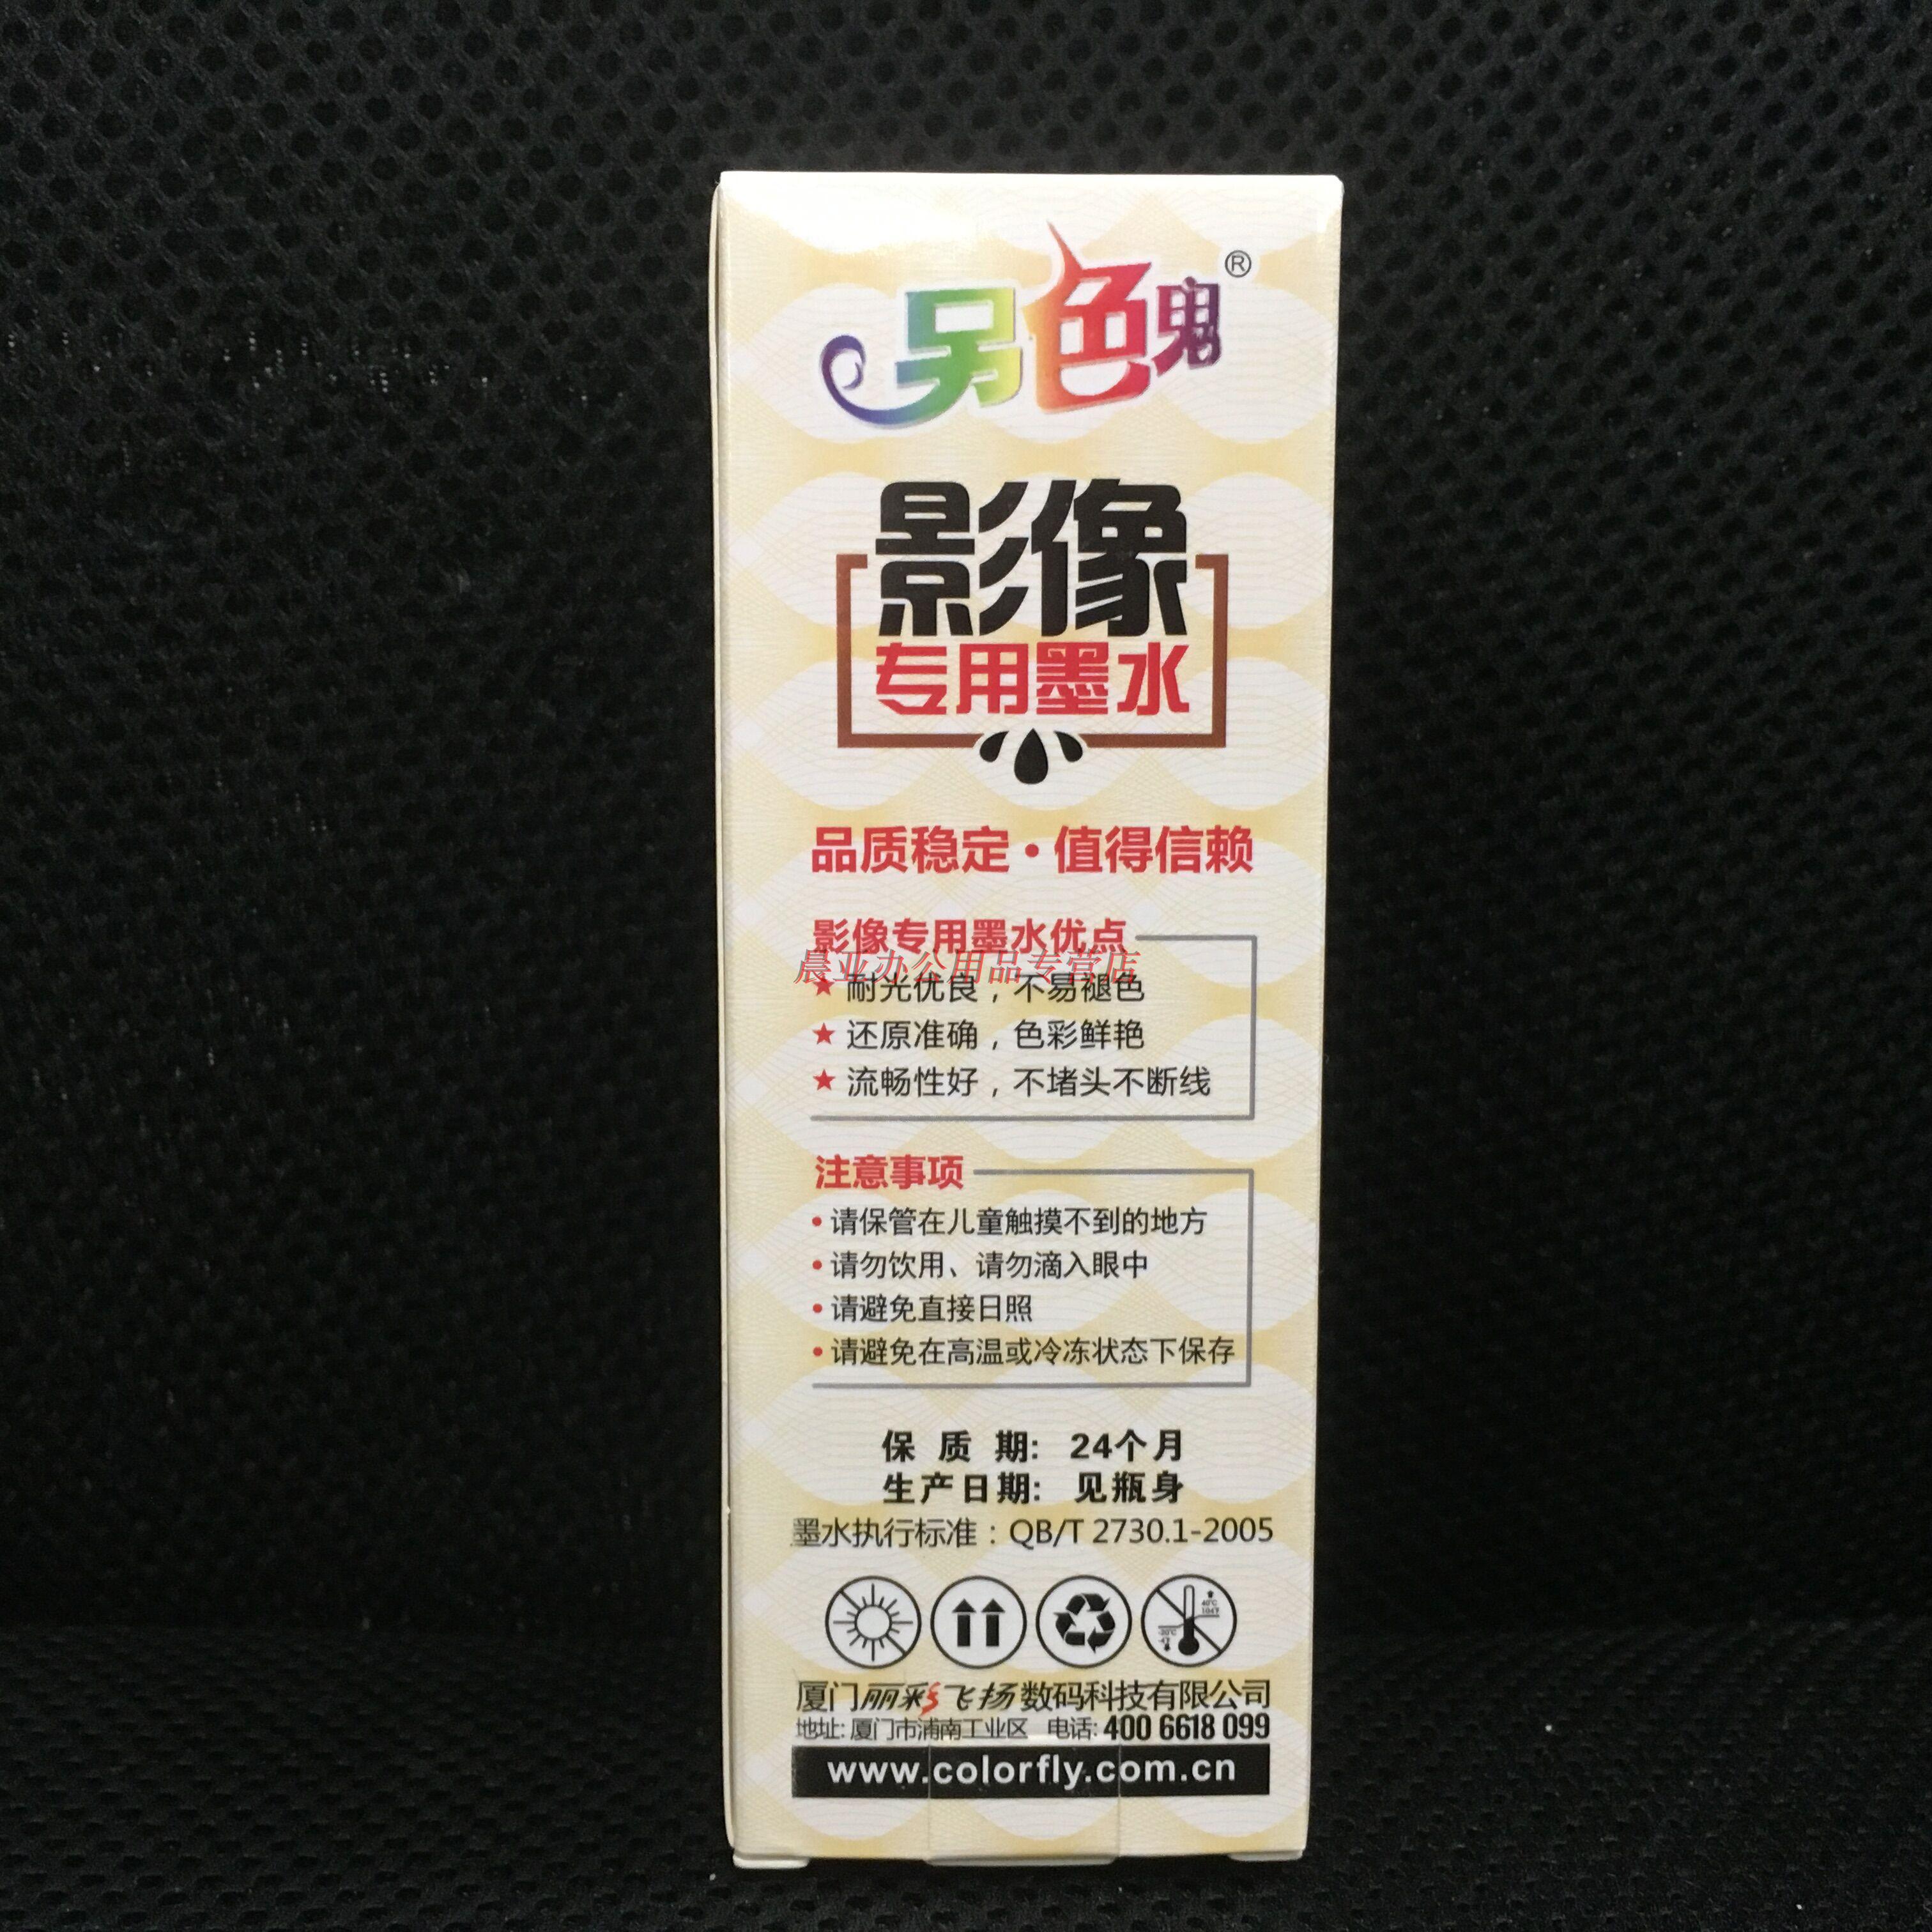 另色鬼®
影像
专用墨水
品质稳定·值得信赖
影像专用墨水优点
晨亚办公用品专营店
★ 耐光优良，不易褪色
★ 还原准确，色彩鲜艳
★ 流畅性好，不堵头不断线
注意事项
•请保管在儿童触摸不到的地方
•请勿饮用、请勿滴入眼中
•请避免直接日照
•请避免在高温或冷冻状态下保存
保 质 期: 24个月
生产日期: 见瓶身
墨水执行标准：QB/T 2730.1-2005
厦门丽彩飞扬数码科技有限公司
地址: 厦门市浦南工业区 电话: 400 6618 099
www.colorfly.com.cn